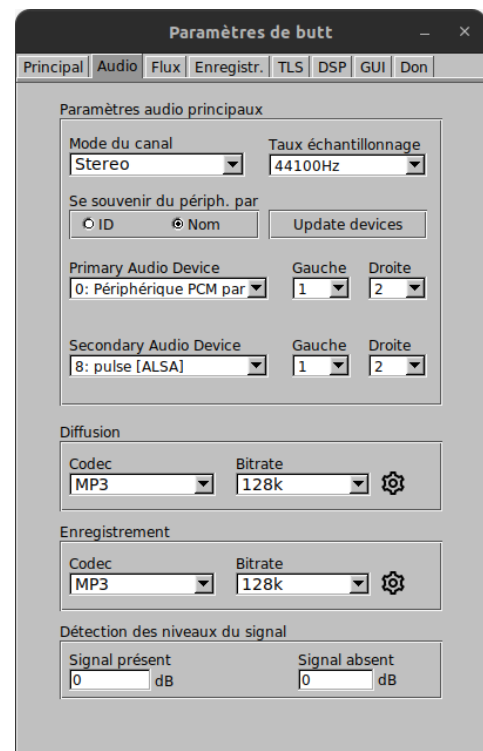 Paramètres de butt
Principal Audio Flux Enregistr. TLS DSP GUI Don
Paramètres audio principaux
Mode du canal Taux échantillonnage
Stereo 44100Hz
Se souvenir du périph. par
ID Nom Update devices
Primary Audio Device Gauche Droite
0: Périphérique PCM par 1 2
Secondary Audio Device Gauche Droite
8: pulse [ALSA] 1 2
Diffusion
Codec Bitrate
MP3 128k
Enregistrement
Codec Bitrate
MP3 128k
Détection des niveaux du signal
Signal présent Signal absent
0 dB 0 dB